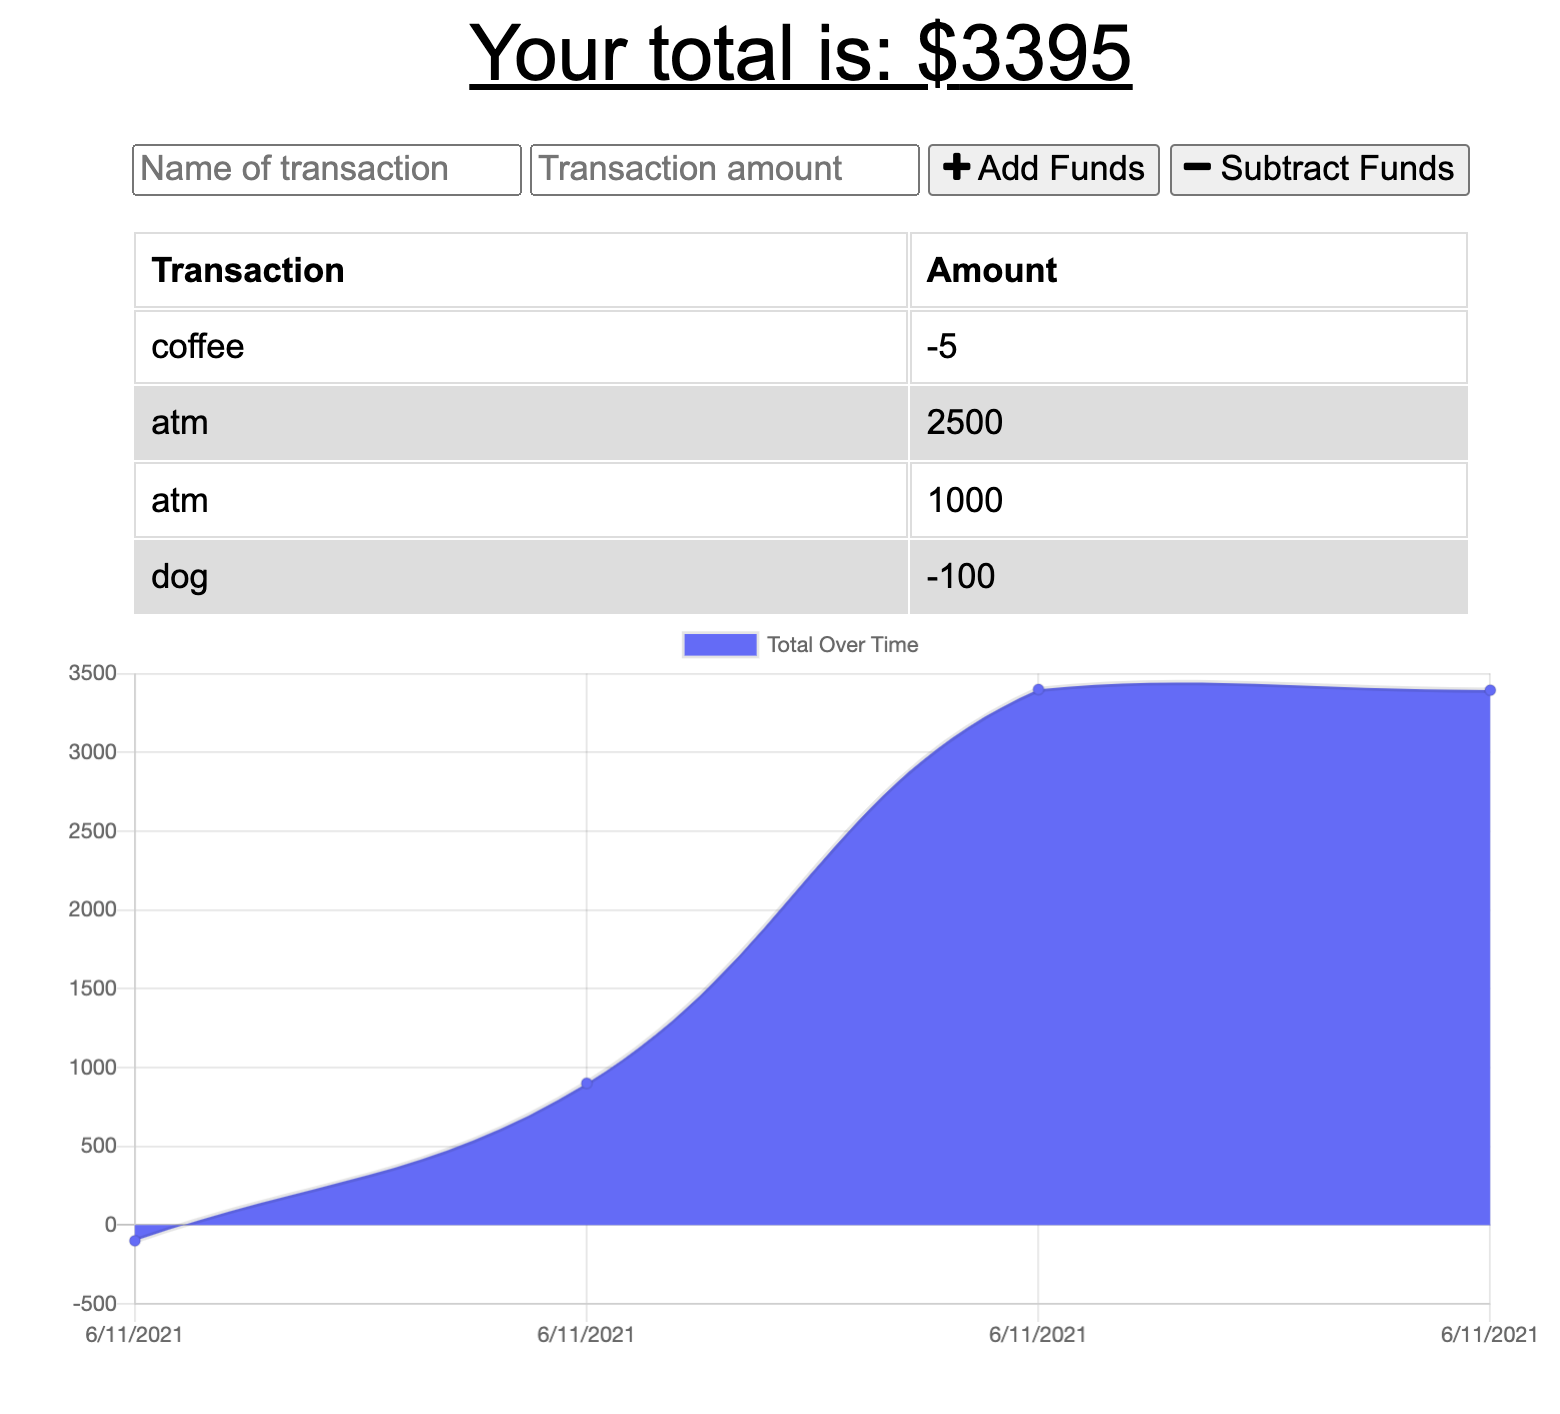 Your total is: $3395
Name of transaction Transaction amount Add Funds Subtract Funds
Transaction Amount
coffee -5
atm 2500
atm 1000
dog -100
Total Over Time
3500
3000
2500
2000
1500
1000
500
0
-500
6/11/2021 6/11/2021 6/11/2021 6/11/2021